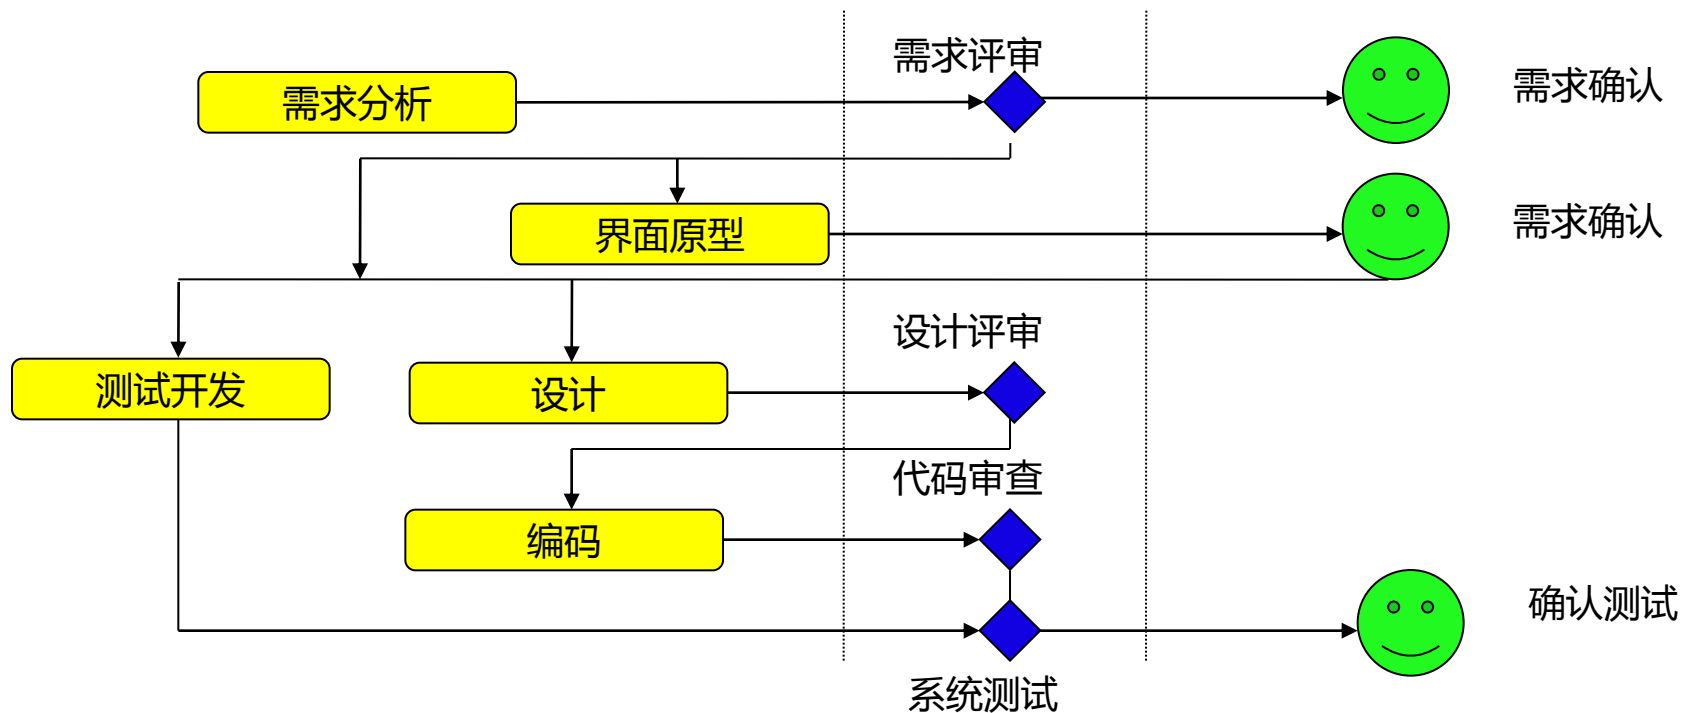 需求评审
需求分析
需求确认
界面原型
需求确认
设计评审
测试开发
设计
代码审查
编码
确认测试
系统测试